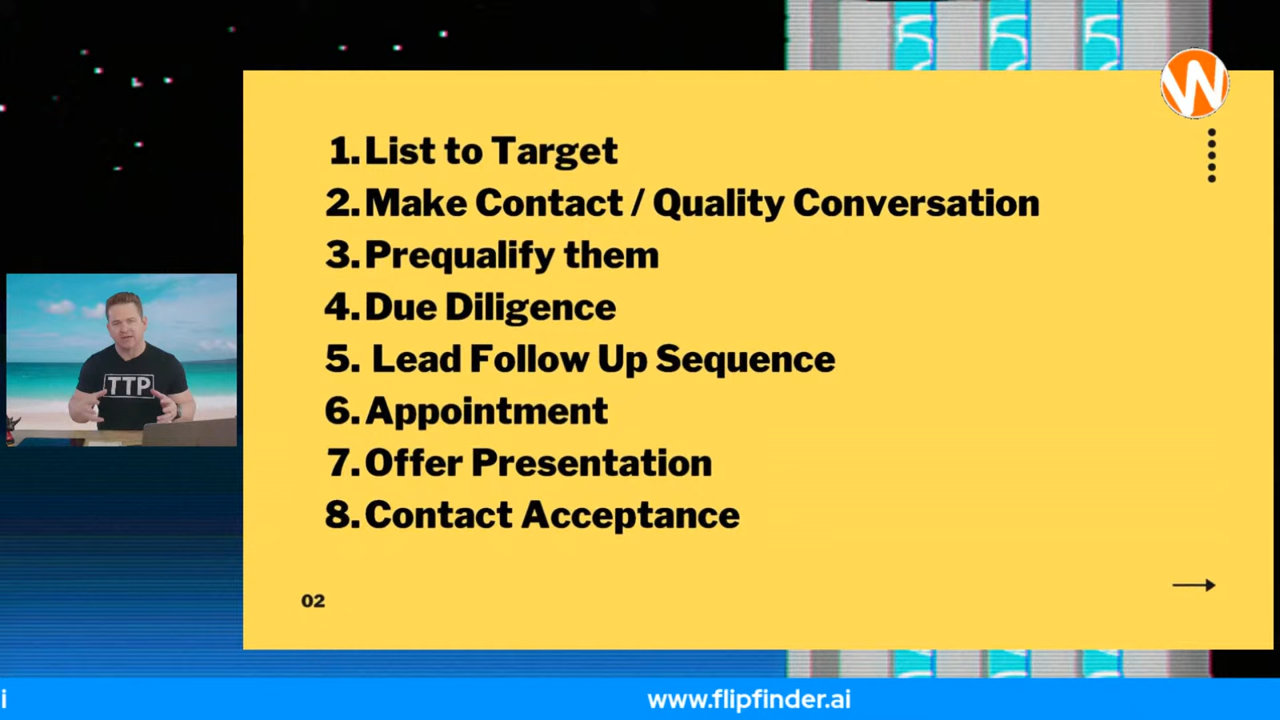 W
1. List to Target
2. Make Contact / Quality Conversation
3. Prequalify them
4. Due Diligence
5. Lead Follow Up Sequence
6. Appointment
7. Offer Presentation
8. Contact Acceptance
TTP
02
i
www.flipfinder.ai